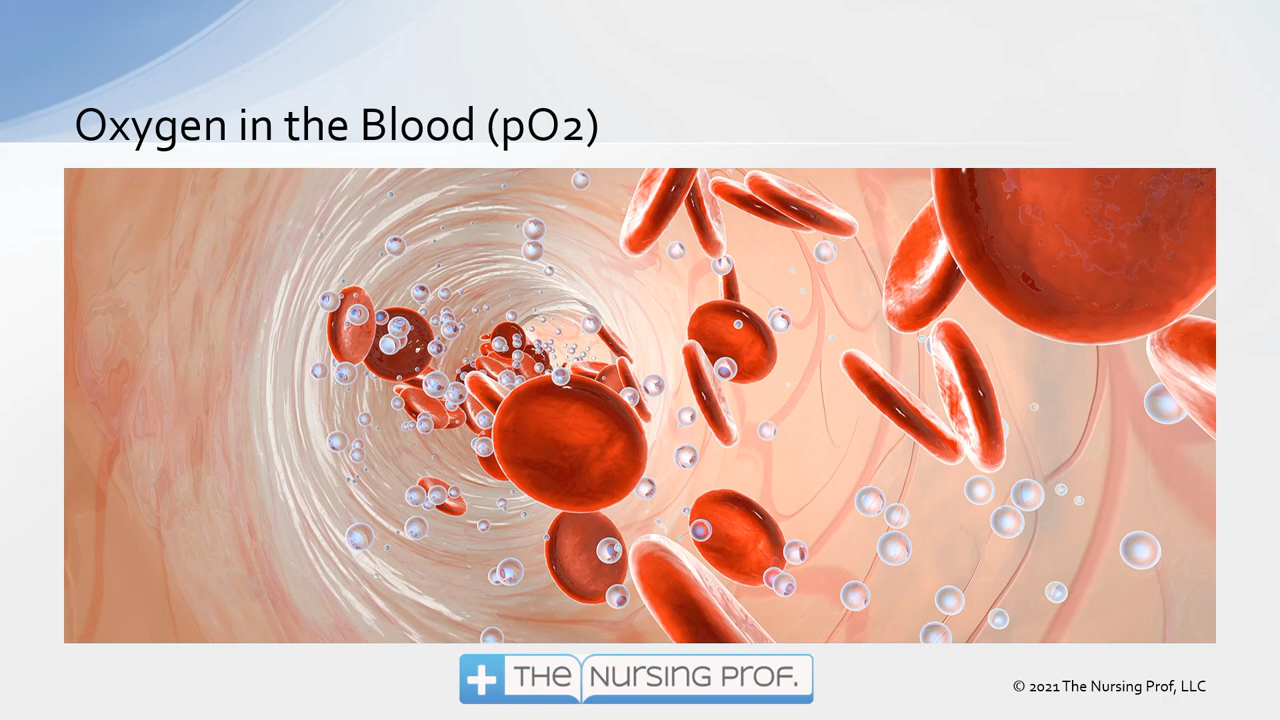 Oxygen in the Blood (pO2)
THE NURSING PROF.
© 2021 The Nursing Prof, LLC